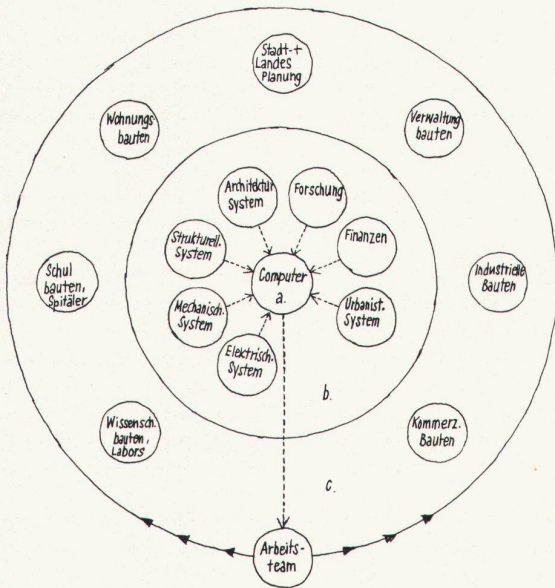 Stadt-+
Landes
Planung
Wohnungs
bauten
Verwaltung
bauten
Architektur
System
Forschung
Strukturell.
System
Finanzen
Computer
a.
Schul
bauten,
Spitäler
Industrielle
Bauten
Mechanisch.
System
Urbanist.
System
Elektrisch.
System
b.
Wissensch.
bauten,
Labors
Kommerz.
Bauten
c.
Arbeits-
team